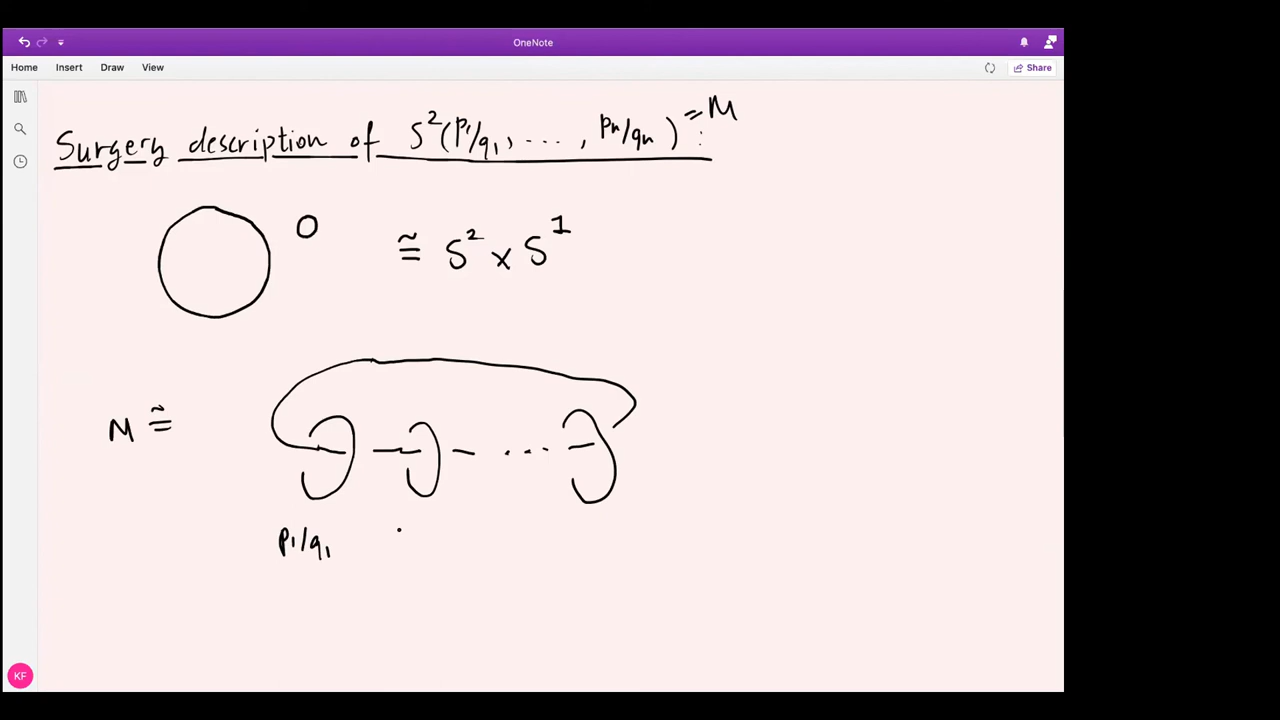 OneNote
Home Insert Draw View Share
Surgery description of S²(p₁/q₁, ..., pₙ/qₙ) = M
0 ≅ S² x S¹
M ≅
...
p₁/q₁
KF